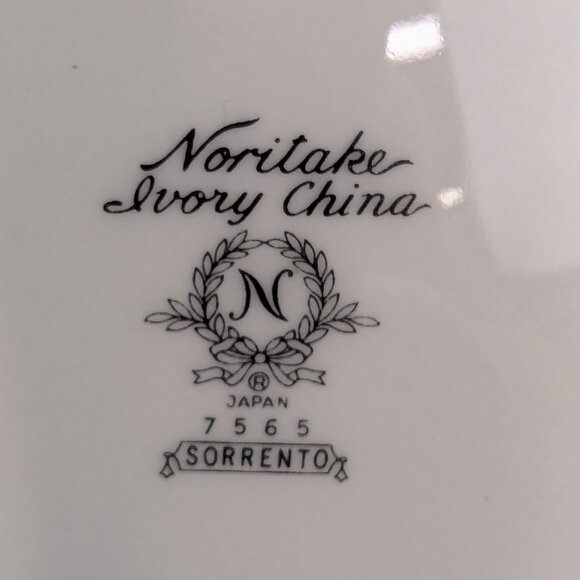 Noritake
Ivory China
N
®
JAPAN
7565
SORRENTO